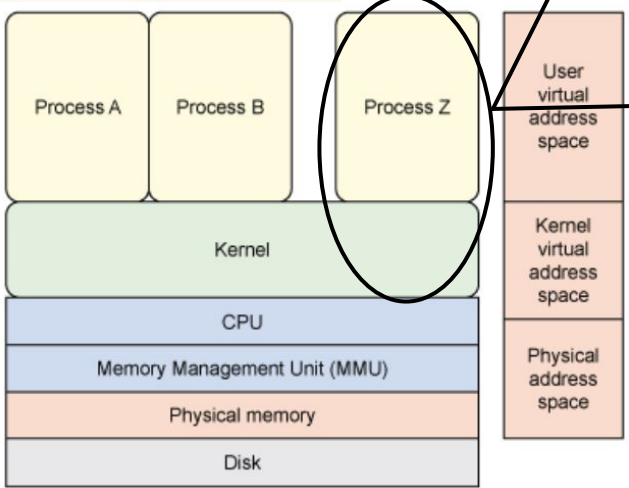 Process A
Process B
Process Z
Kernel
CPU
Memory Management Unit (MMU)
Physical memory
Disk
User
virtual
address
space
Kernel
virtual
address
space
Physical
address
space